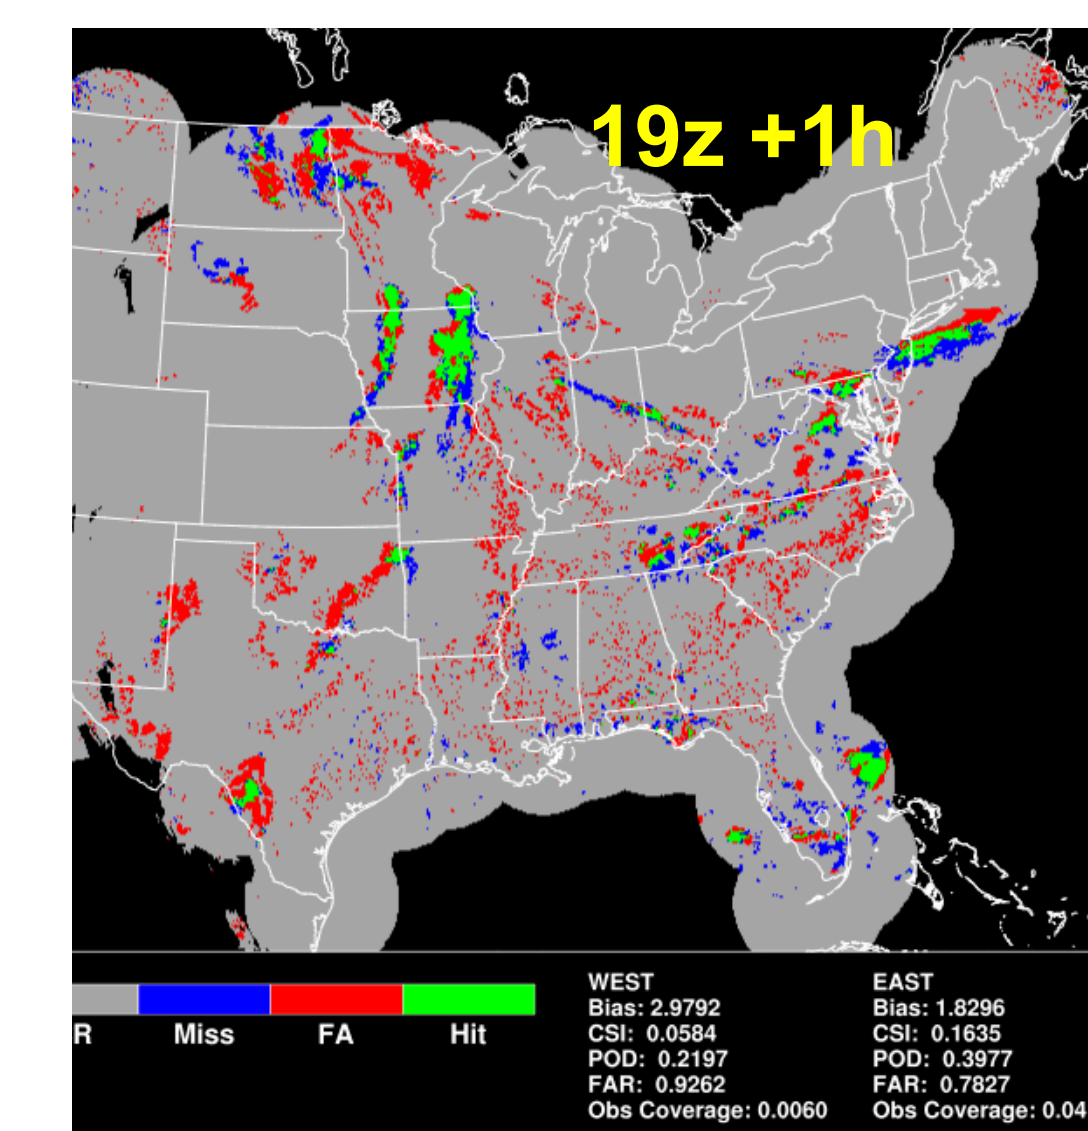 19z +1h
R Miss FA Hit
WEST
Bias: 2.9792
CSI: 0.0584
POD: 0.2197
FAR: 0.9262
Obs Coverage: 0.0060
EAST
Bias: 1.8296
CSI: 0.1635
POD: 0.3977
FAR: 0.7827
Obs Coverage: 0.04